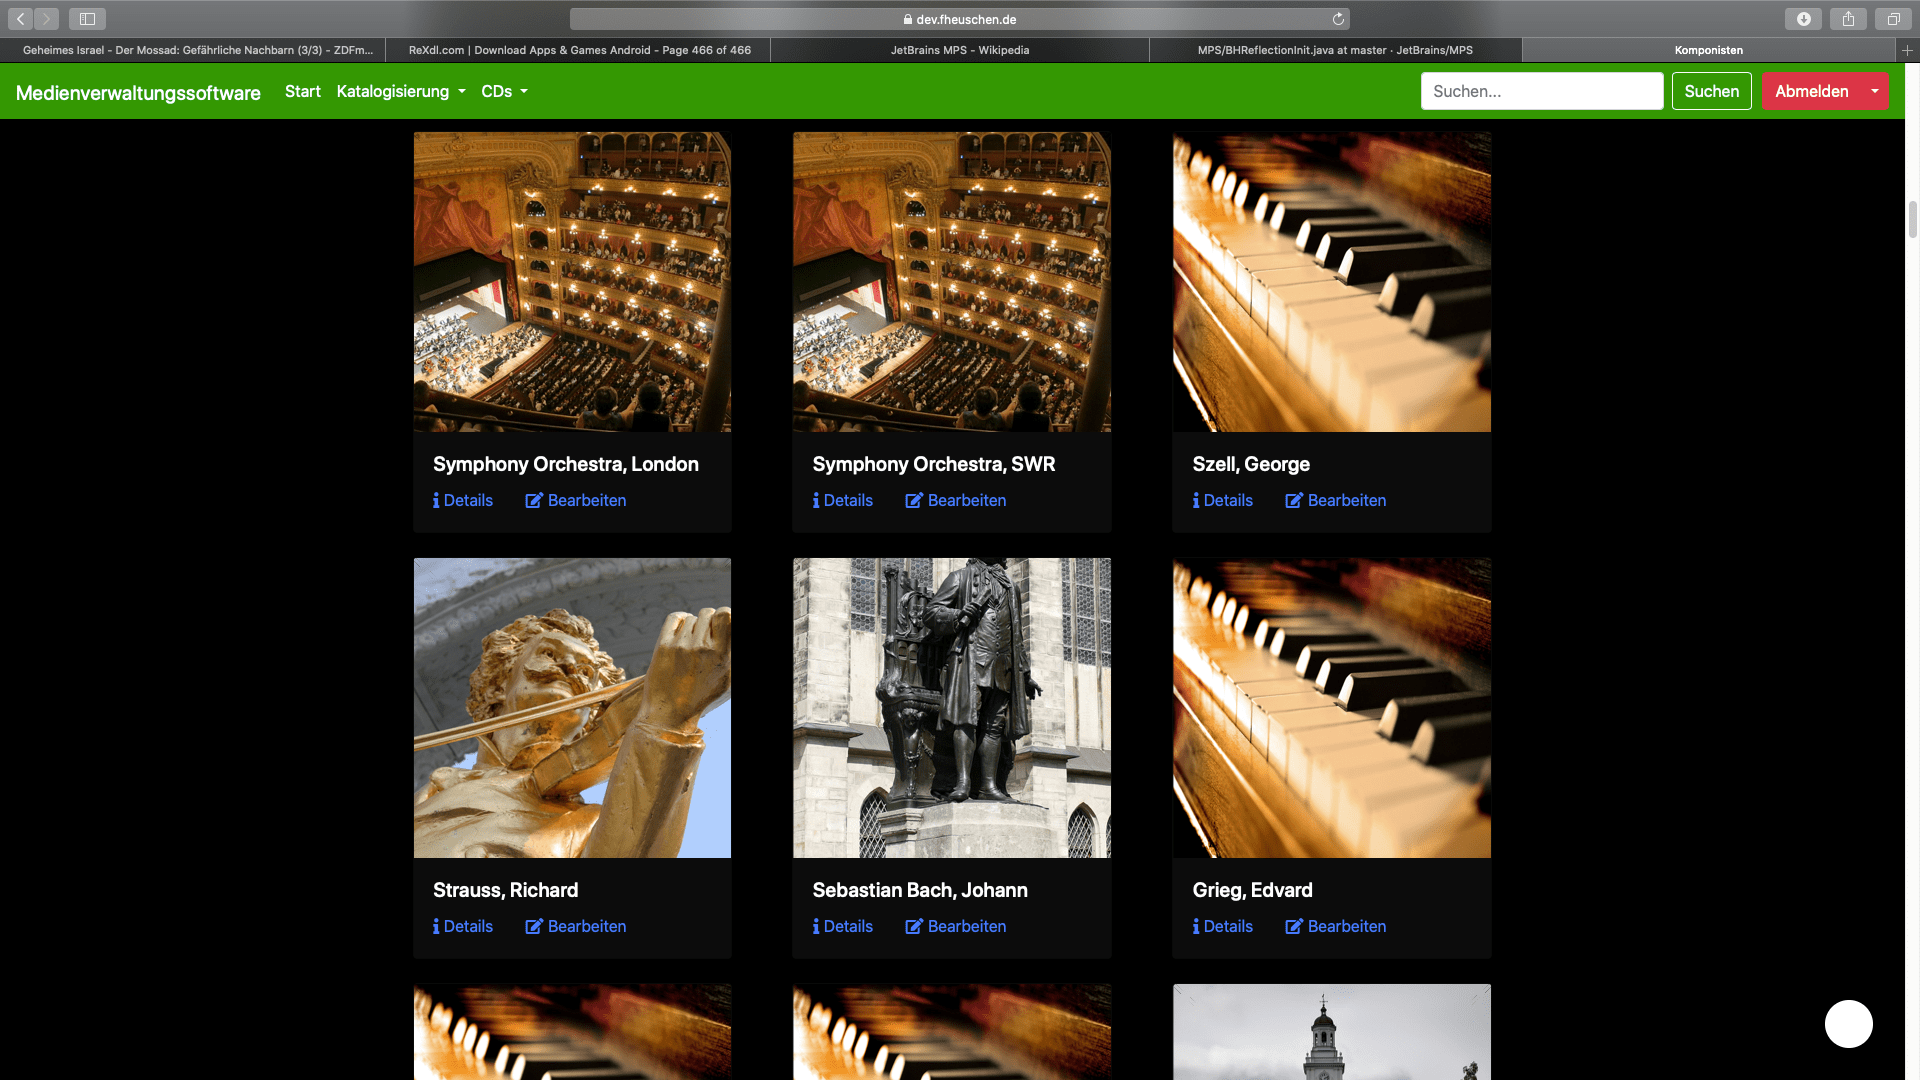 dev.fheuschen.de
Geheimes Israel - Der Mossad: Gefährliche Nachbarn (3/3) - ZDFm...
ReXdl.com | Download Apps & Games Android - Page 466 of 466
JetBrains MPS - Wikipedia
MPS/BHReflectionInit.java at master · JetBrains/MPS
Komponisten
Medienverwaltungssoftware
Start
Katalogisierung
CDs
Suchen...
Suchen
Abmelden
Symphony Orchestra, London
Details
Bearbeiten
Symphony Orchestra, SWR
Details
Bearbeiten
Szell, George
Details
Bearbeiten
Strauss, Richard
Details
Bearbeiten
Sebastian Bach, Johann
Details
Bearbeiten
Grieg, Edvard
Details
Bearbeiten